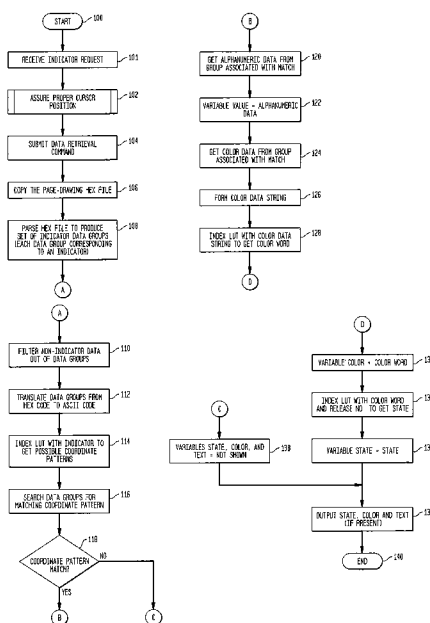 START
100
RECEIVE INDICATOR REQUEST
101
ASSURE PROPER CURSOR
POSITION
102
SUBMIT DATA RETRIEVAL
COMMAND
104
COPY THE PAGE-DRAWING HEX FILE
106
PARSE HEX FILE TO PRODUCE
SET OF INDICATOR DATA GROUPS
(EACH DATA GROUP CORRESPONDING
TO AN INDICATOR)
108
A
B
GET ALPHANUMERIC DATA FROM
GROUP ASSOCIATED WITH MATCH
120
VARIABLE VALUE = ALPHANUMERIC
DATA
122
GET COLOR DATA FROM GROUP
ASSOCIATED WITH MATCH
124
FORM COLOR DATA STRING
126
INDEX LUT WITH COLOR DATA
STRING TO GET COLOR WORD
128
D
A
FILTER NON-INDICATOR DATA
OUT OF DATA GROUPS
110
TRANSLATE DATA GROUPS FROM
HEX CODE TO ASCII CODE
112
INDEX LUT WITH INDICATOR TO
GET POSSIBLE COORDINATE
PATTERNS
114
SEARCH DATA GROUPS FOR
MATCHING COORDINATE PATTERN
116
COORDINATE PATTERN
MATCH?
118
NO
YES
B
C
C
VARIABLES STATE, COLOR, AND
TEXT = NOT SHOWN
138
D
VARIABLE COLOR = COLOR WORD
INDEX LUT WITH COLOR WORD
AND RELEASE NO. TO GET STATE
VARIABLE STATE = STATE
OUTPUT STATE, COLOR AND TEXT
(IF PRESENT)
END
140